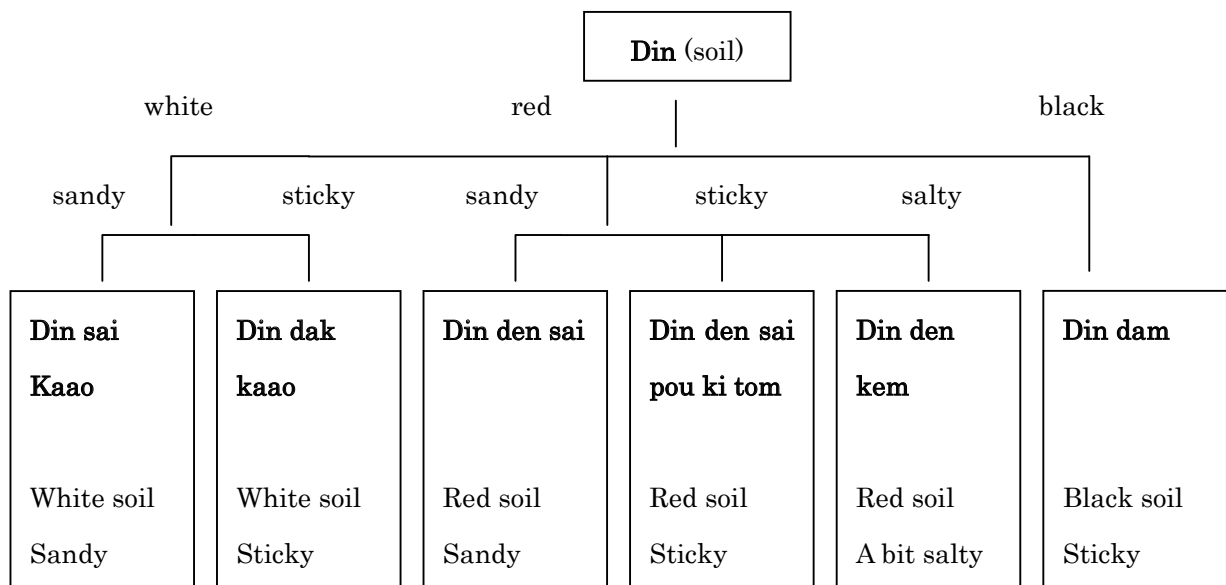 Din (soil)
white red black
sandy sticky sandy sticky salty
Din sai
Kaao
White soil
Sandy
Din dak
kaao
White soil
Sticky
Din den sai
Red soil
Sandy
Din den sai
pou ki tom
Red soil
Sticky
Din den
kem
Red soil
A bit salty
Din dam
Black soil
Sticky